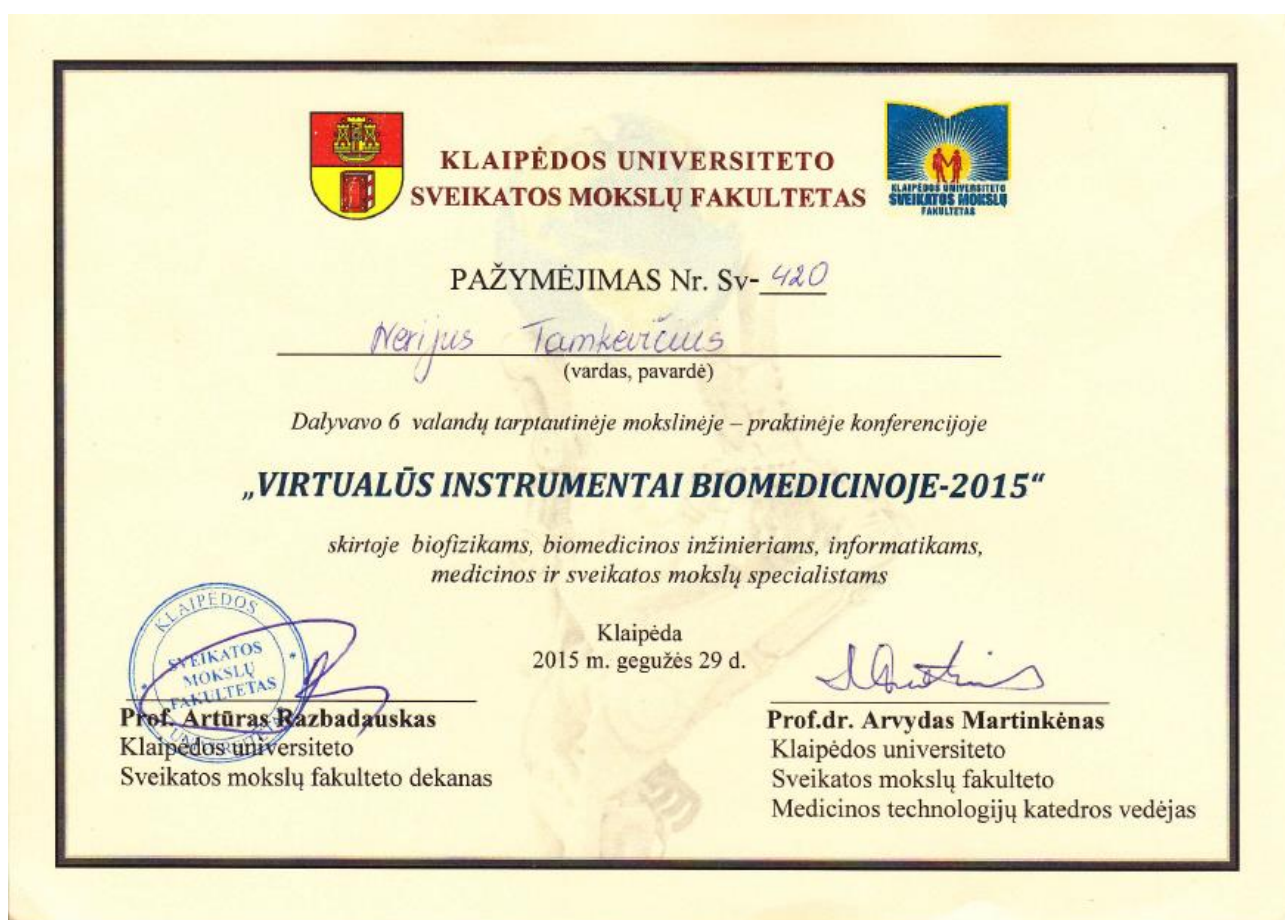 KLAIPĖDOS UNIVERSITETO
SVEIKATOS MOKSLŲ FAKULTETAS
KLAIPĖDOS UNIVERSITETO
SVEIKATOS MOKSLŲ
FAKULTETAS
PAŽYMĖJIMAS Nr. Sv- 420
Nerijus Tamkevičius
(vardas, pavardė)
Dalyvavo 6 valandų tarptautinėje mokslinėje – praktinėje konferencijoje
„VIRTUALŪS INSTRUMENTAI BIOMEDICINOJE-2015“
skirtoje biofizikams, biomedicinos inžinieriams, informatikams,
medicinos ir sveikatos mokslų specialistams
Klaipėda
2015 m. gegužės 29 d.
KLAIPĖDOS
SVEIKATOS
MOKSLŲ
FAKULTETAS
UNIVERSITETAS
Prof. Artūras Razbadauskas
Klaipėdos universiteto
Sveikatos mokslų fakulteto dekanas
Prof.dr. Arvydas Martinkėnas
Klaipėdos universiteto
Sveikatos mokslų fakulteto
Medicinos technologijų katedros vedėjas